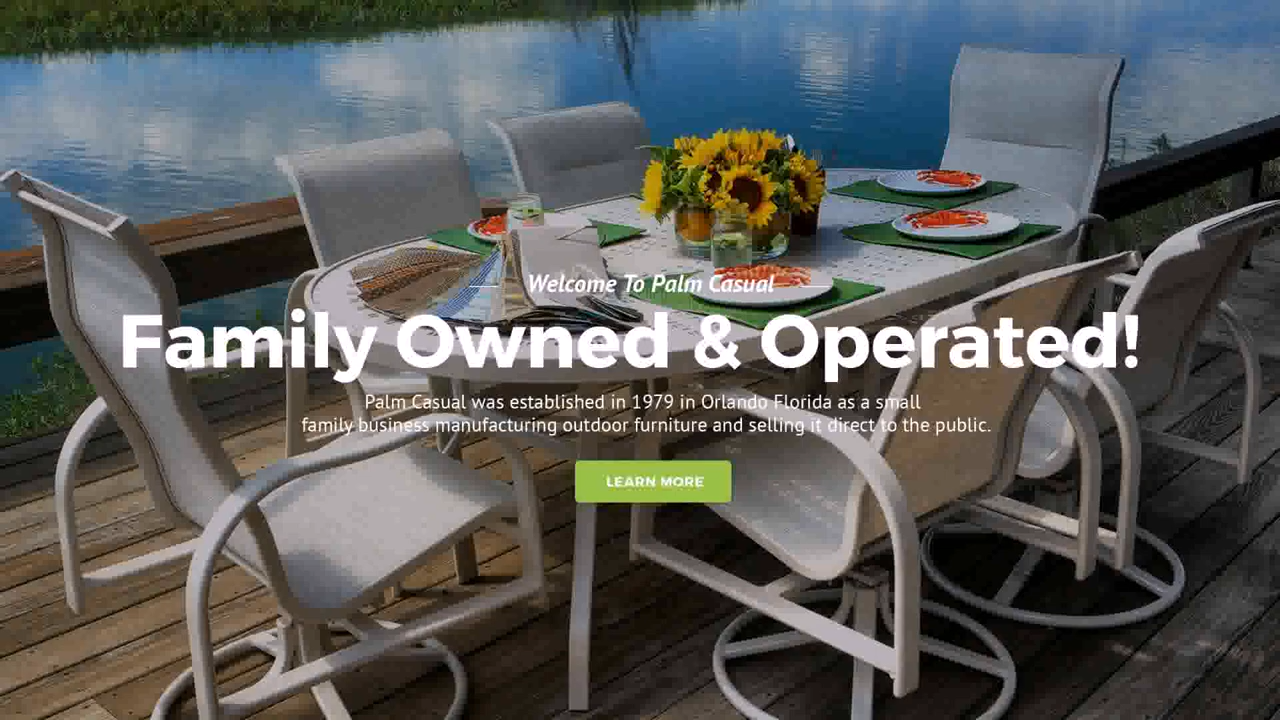 Welcome To Palm Casual
Family Owned & Operated!
Palm Casual was established in 1979 in Orlando Florida as a small
family business manufacturing outdoor furniture and selling it direct to the public.
LEARN MORE